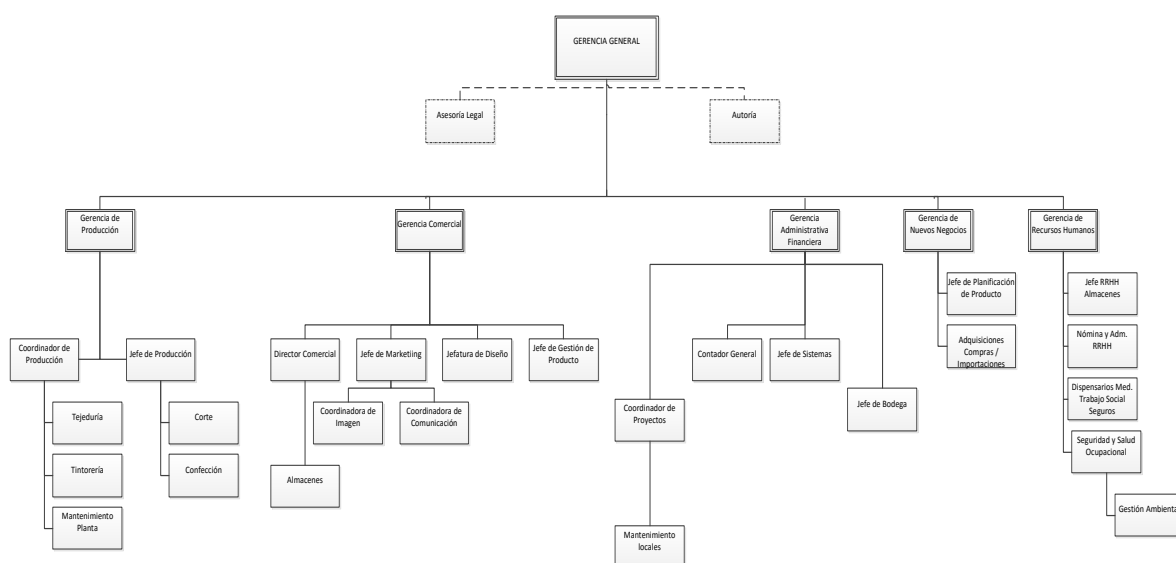 GERENCIA GENERAL
Asesoría Legal
Autoría
Gerencia de
Producción
Gerencia Comercial
Gerencia
Administrativa
Financiera
Gerencia de
Nuevos Negocios
Gerencia de
Recursos Humanos
Jefe de Planificación
de Producto
Jefe RRHH
Almacenes
Coordinador de
Producción
Jefe de Producción
Director Comercial
Jefe de Marketiing
Jefatura de Diseño
Jefe de Gestión de
Producto
Contador General
Jefe de Sistemas
Adquisiciones
Compras /
Importaciones
Nómina y Adm.
RRHH
Tejeduría
Corte
Coordinadora de
Imagen
Coordinadora de
Comunicación
Coordinador de
Proyectos
Jefe de Bodega
Dispensarios Med.
Trabajo Social
Seguros
Tintorería
Confección
Almacenes
Seguridad y Salud
Ocupacional
Mantenimiento
Planta
Mantenimiento
locales
Gestión Ambienta